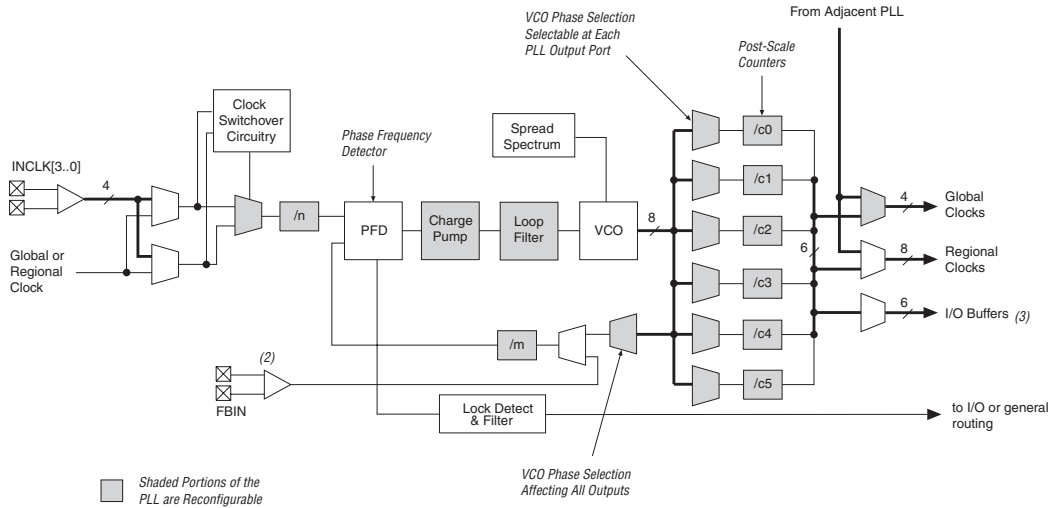 From Adjacent PLL
VCO Phase Selection
Selectable at Each
PLL Output Port
Post-Scale
Counters
Clock
Switchover
Circuitry
Phase Frequency
Detector
Spread
Spectrum
INCLK[3..0]
4
Global or
Regional
Clock
/n
PFD
Charge
Pump
Loop
Filter
VCO
8
/c0
/c1
/c2
/c3
/c4
/c5
6
4
Global
Clocks
8
Regional
Clocks
6
I/O Buffers (3)
/m
(2)
FBIN
Lock Detect
& Filter
to I/O or general
routing
VCO Phase Selection
Affecting All Outputs
Shaded Portions of the
PLL are Reconfigurable